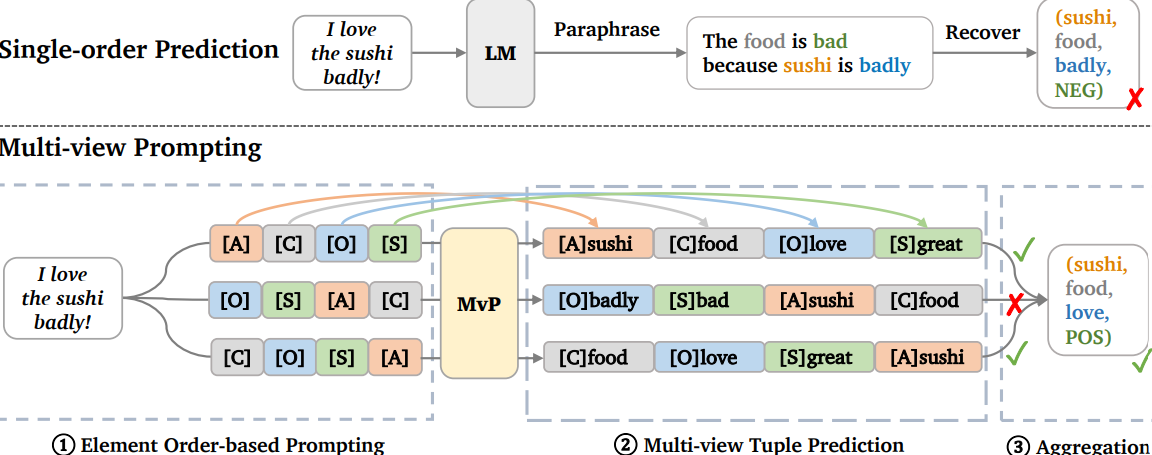 Single-order Prediction
I love
the sushi
badly!
LM
Paraphrase
The food is bad
because sushi is badly
Recover
(sushi,
food,
badly,
NEG)
Multi-view Prompting
I love
the sushi
badly!
[A] [C] [O] [S]
[O] [S] [A] [C]
[C] [O] [S] [A]
MvP
[A]sushi [C]food [O]love [S]great
[O]badly [S]bad [A]sushi [C]food
[C]food [O]love [S]great [A]sushi
(sushi,
food,
love,
POS)
① Element Order-based Prompting
② Multi-view Tuple Prediction
③ Aggregation